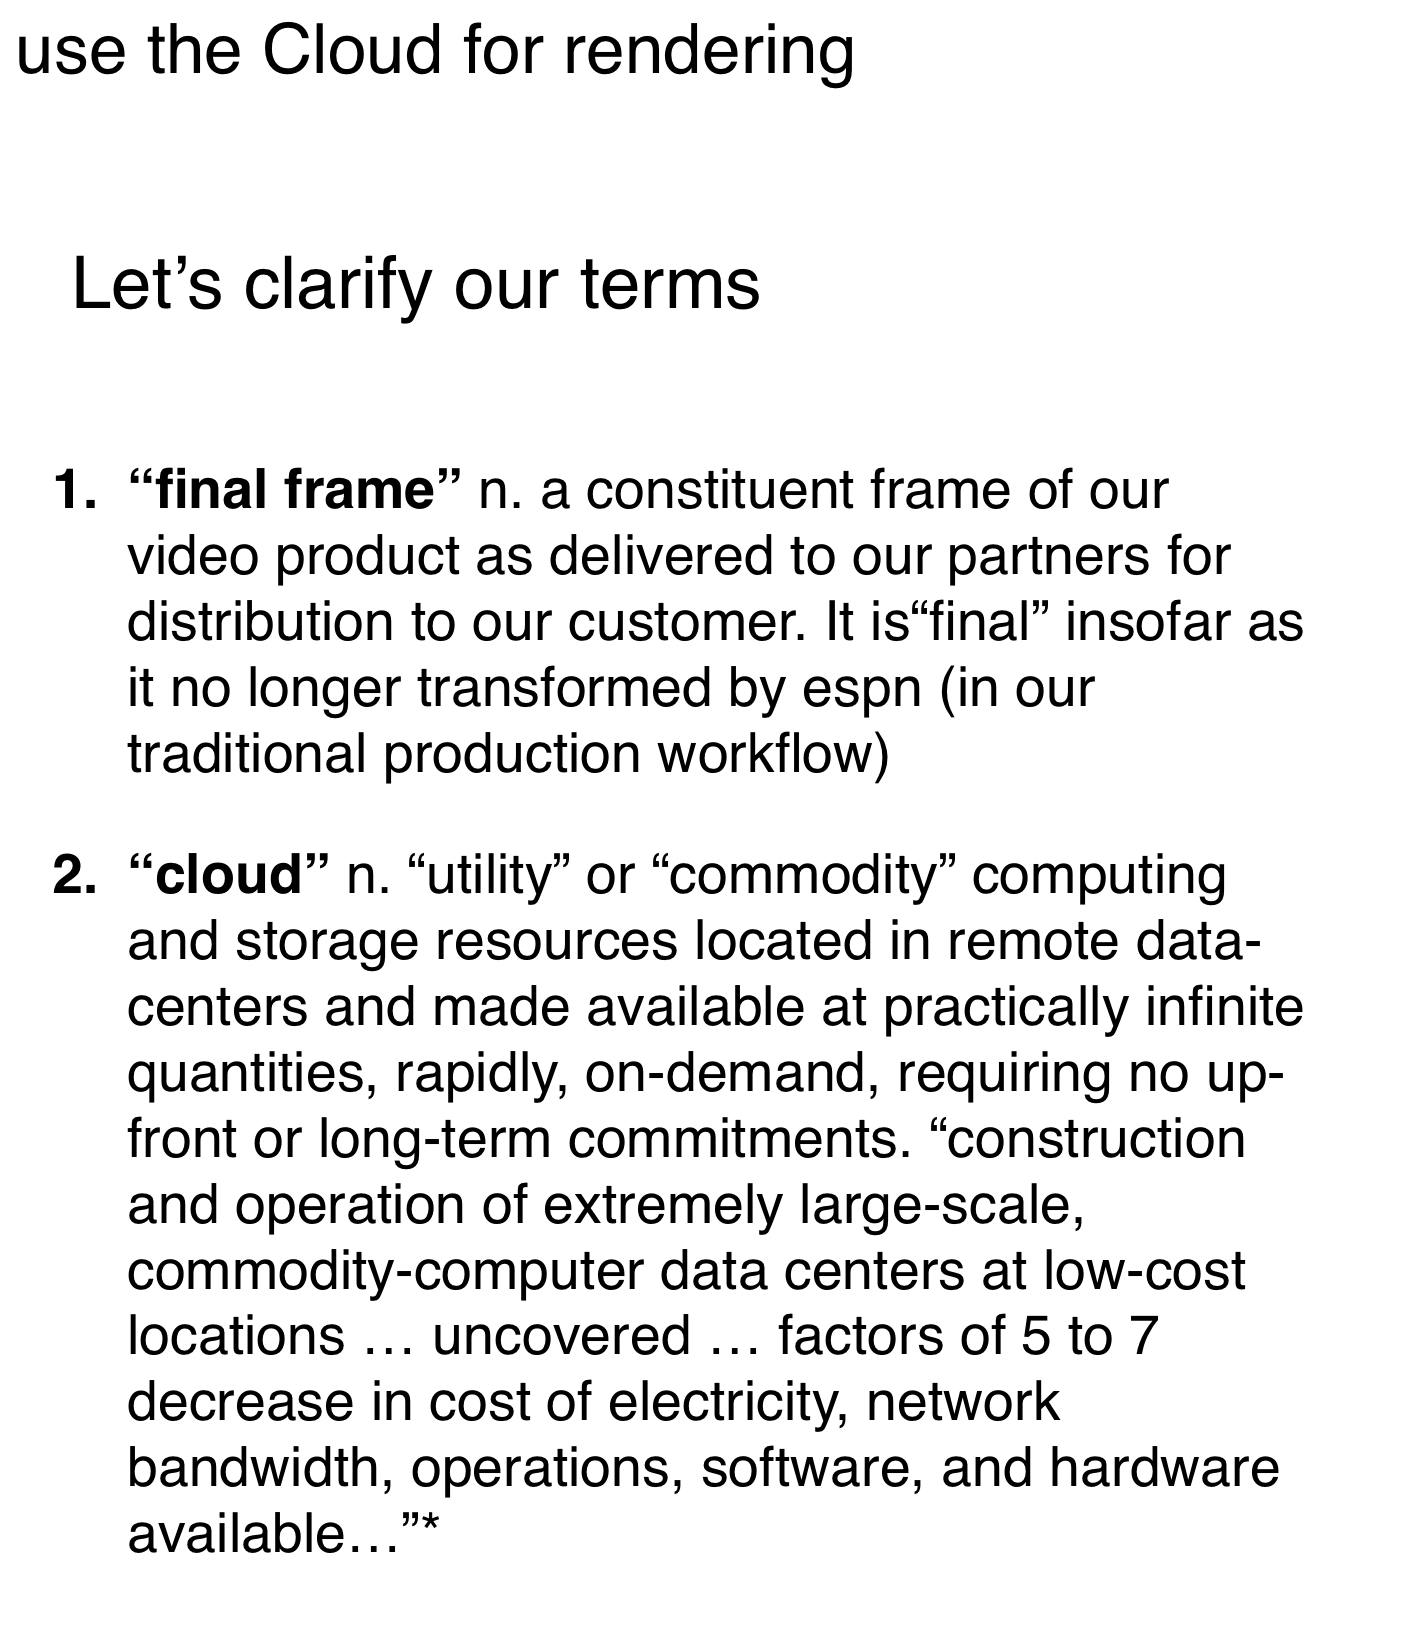 use the Cloud for rendering
Let’s clarify our terms
1. “final frame” n. a constituent frame of our
video product as delivered to our partners for
distribution to our customer. It is“final” insofar as
it no longer transformed by espn (in our
traditional production workflow)
2. “cloud” n. “utility” or “commodity” computing
and storage resources located in remote data-
centers and made available at practically infinite
quantities, rapidly, on-demand, requiring no up-
front or long-term commitments. “construction
and operation of extremely large-scale,
commodity-computer data centers at low-cost
locations … uncovered … factors of 5 to 7
decrease in cost of electricity, network
bandwidth, operations, software, and hardware
available…”*